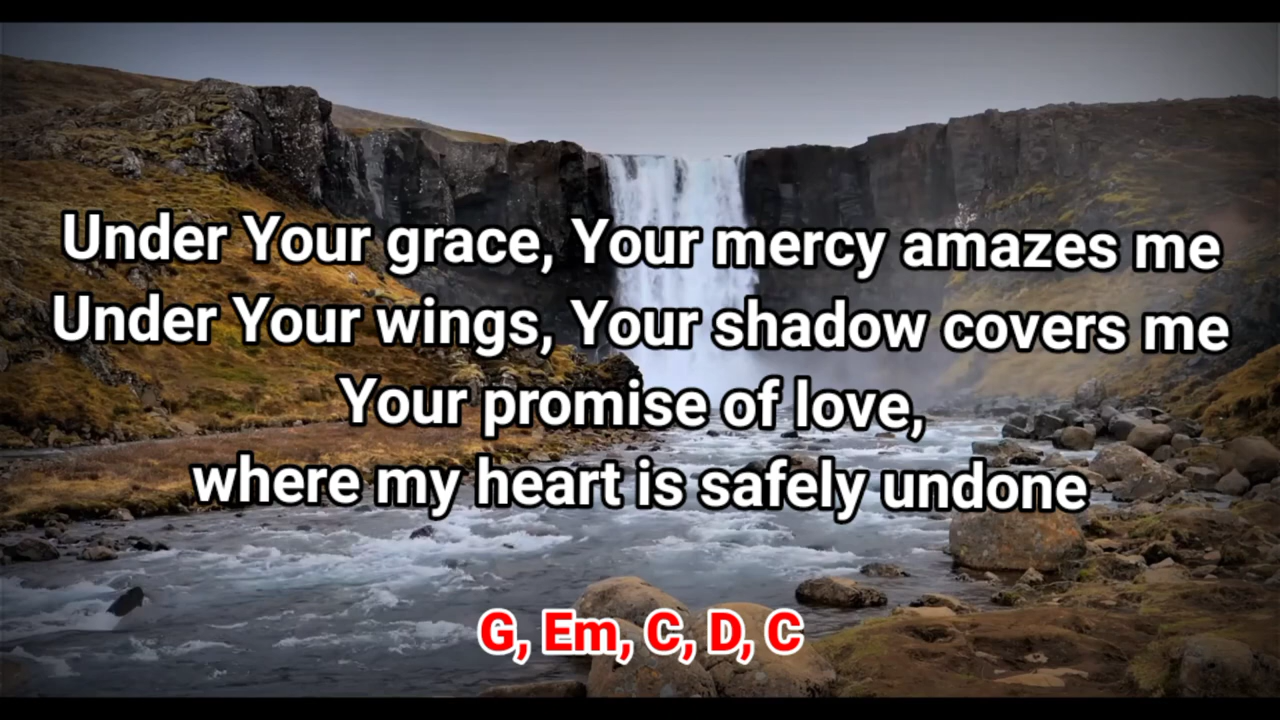 Under Your grace, Your mercy amazes me
Under Your wings, Your shadow covers me
Your promise of love,
where my heart is safely undone
G, Em, C, D, C